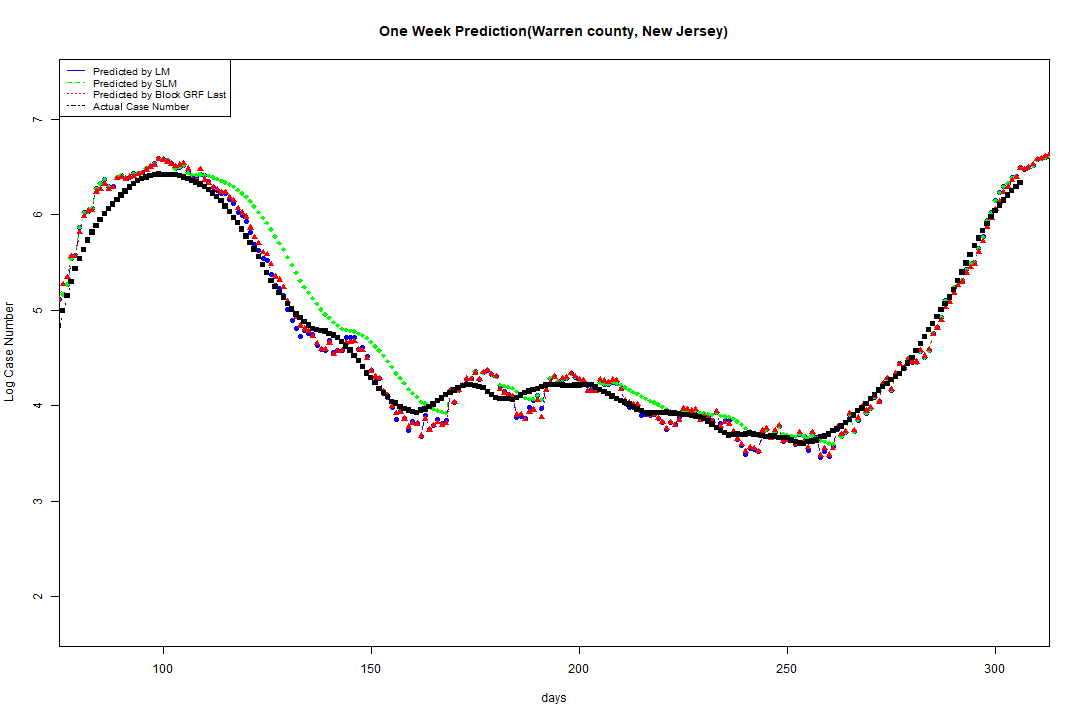 One Week Prediction(Warren county, New Jersey)
Predicted by LM
Predicted by SLM
Predicted by Block GRF Last
Actual Case Number
7
6
5
4
3
2
Log Case Number
100 150 200 250 300
days